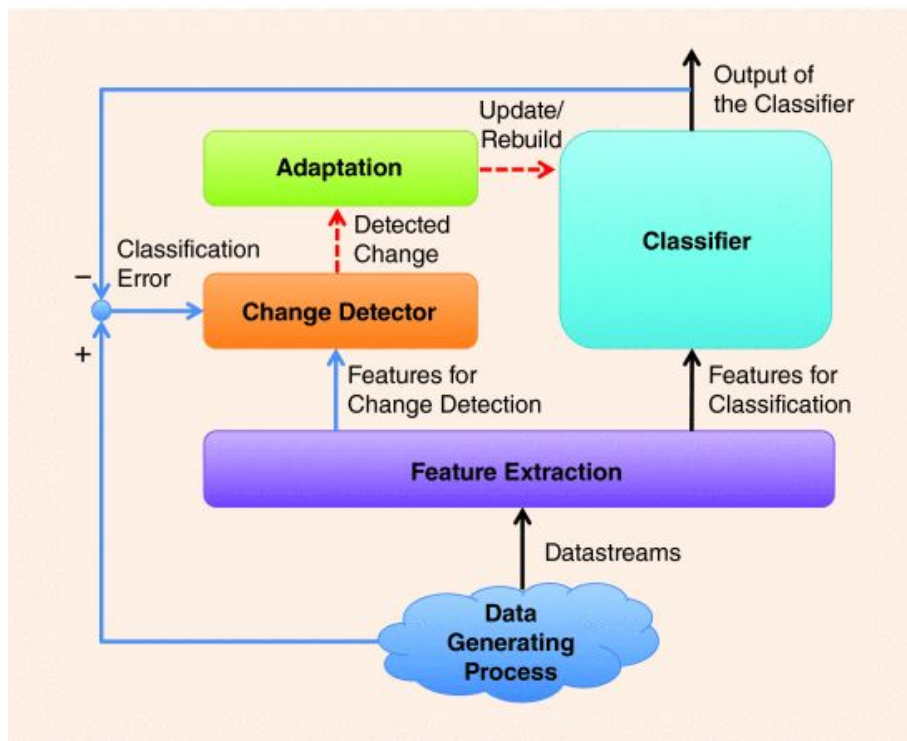 Output of
the Classifier
Update/
Rebuild
Adaptation
Classifier
Detected
Change
Classification
Error
−
Change Detector
+
Features for
Change Detection
Features for
Classification
Feature Extraction
Datastreams
Data
Generating
Process